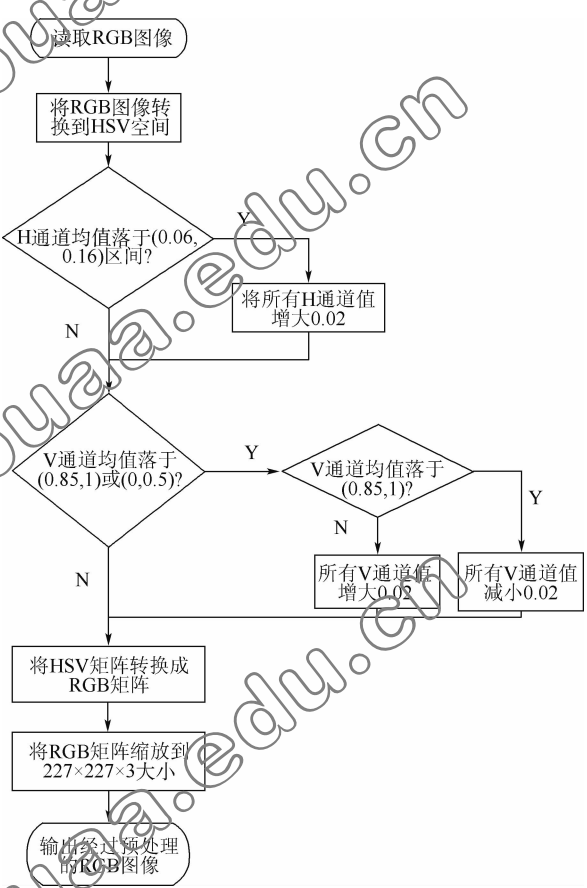 读取RGB图像
将RGB图像转
换到HSV空间
H通道均值落于(0.06,
0.16)区间?
Y
将所有H通道值
增大0.02
N
V通道均值落于
(0.85,1)或(0,0.5)?
Y
V通道均值落于
(0.85,1)?
Y
N
所有V通道值
增大0.02
所有V通道值
减小0.02
N
将HSV矩阵转换成
RGB矩阵
将RGB矩阵缩放到
227×227×3大小
输出经过预处理
的RGB图像
ouaa.edu.cn
ouaa.edu.cn